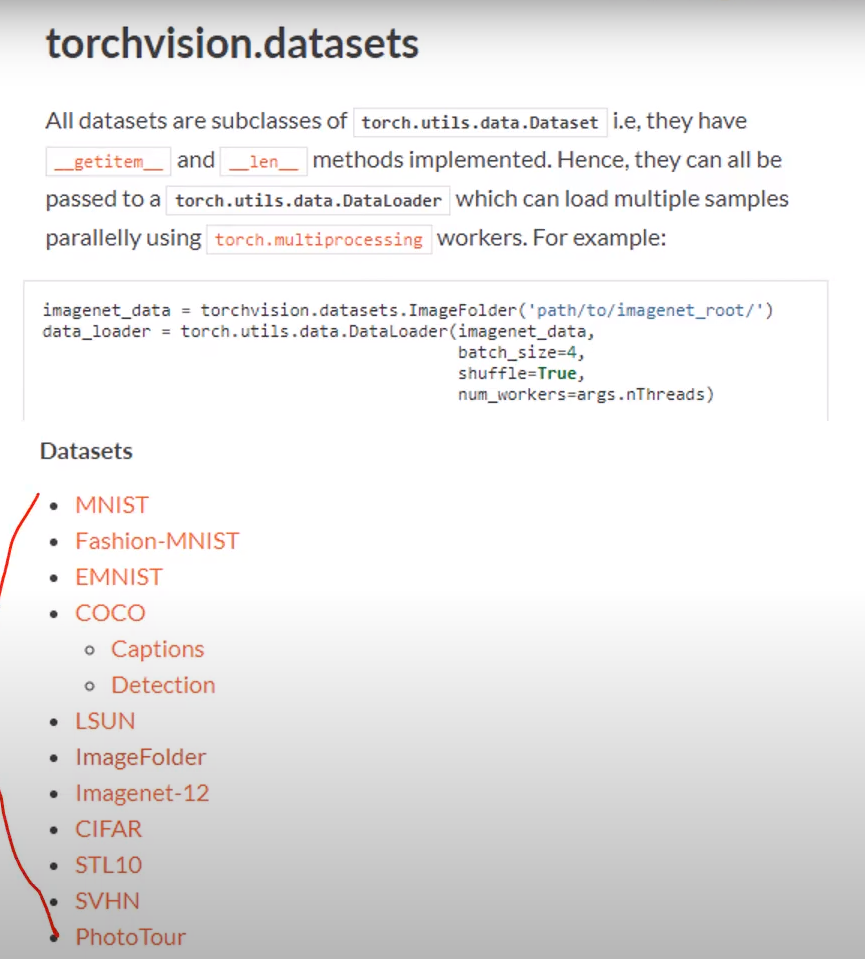 torchvision.datasets
All datasets are subclasses of torch.utils.data.Dataset i.e, they have
__getitem__ and __len__ methods implemented. Hence, they can all be
passed to a torch.utils.data.DataLoader which can load multiple samples
parallelly using torch.multiprocessing workers. For example:
imagenet_data = torchvision.datasets.ImageFolder('path/to/imagenet_root/')
data_loader = torch.utils.data.DataLoader(imagenet_data,
batch_size=4,
shuffle=True,
num_workers=args.nThreads)
Datasets
MNIST
Fashion-MNIST
EMNIST
COCO
Captions
Detection
LSUN
ImageFolder
Imagenet-12
CIFAR
STL10
SVHN
PhotoTour